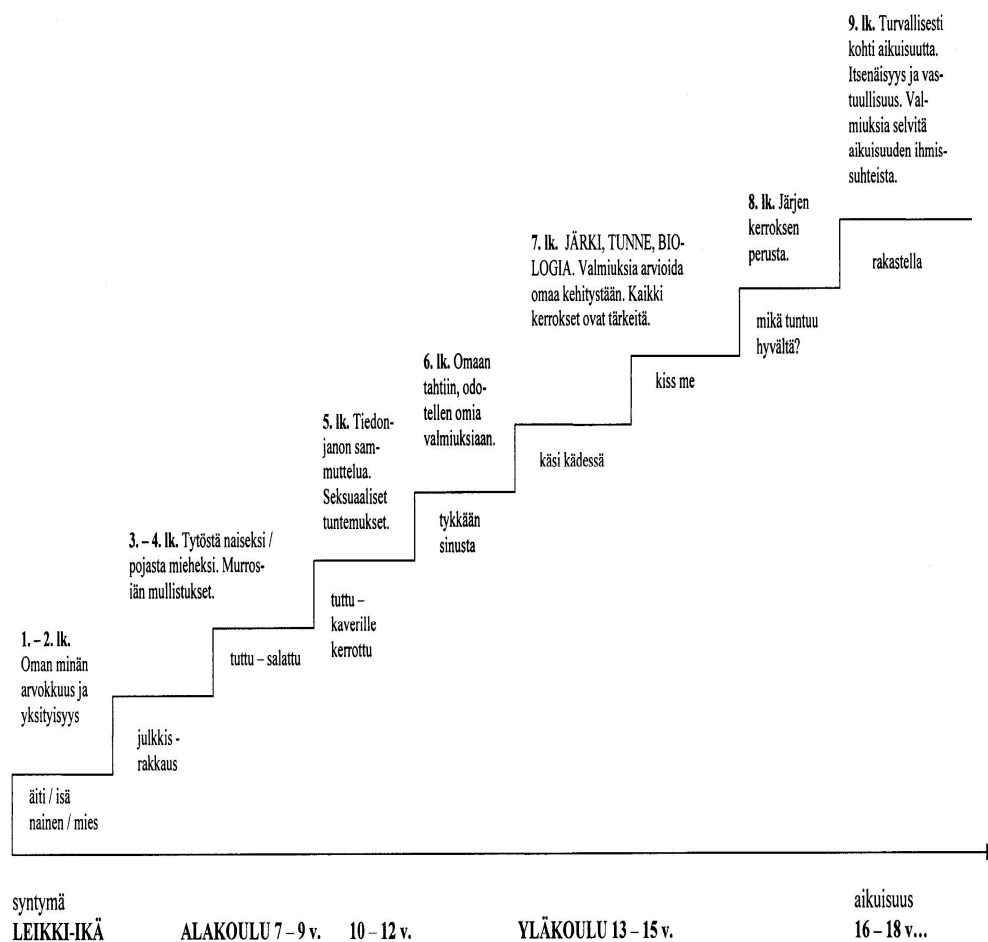 9. lk. Turvallisesti
kohti aikuisuutta.
Itsenäisyys ja vas-
tuullisuus. Val-
miuksia selvitä
aikuisuuden ihmis-
suhteista.
8. lk. Järjen
kerroksen
perusta.
rakastella
7. lk. JÄRKI, TUNNE, BIO-
LOGIA. Valmiuksia arvioida
omaa kehitystään. Kaikki
kerrokset ovat tärkeitä.
mikä tuntuu
hyvältä?
6. lk. Omaan
tahtiin, odo-
tellen omia
valmiuksiaan.
kiss me
5. lk. Tiedon-
janon sam-
muttelua.
Seksuaaliset
tuntemukset.
käsi kädessä
3. – 4. lk. Tytöstä naiseksi /
pojasta mieheksi. Murros-
iän mullistukset.
tykkään
sinusta
tuttu –
kaverille
kerrottu
1. – 2. lk.
Oman minän
arvokkuus ja
yksityisyys
tuttu – salattu
julkkis -
rakkaus
äiti / isä
nainen / mies
syntymä
aikuisuus
LEIKKI-IKÄ ALAKOULU 7 – 9 v. 10 – 12 v. YLÄKOULU 13 – 15 v. 16 – 18 v...